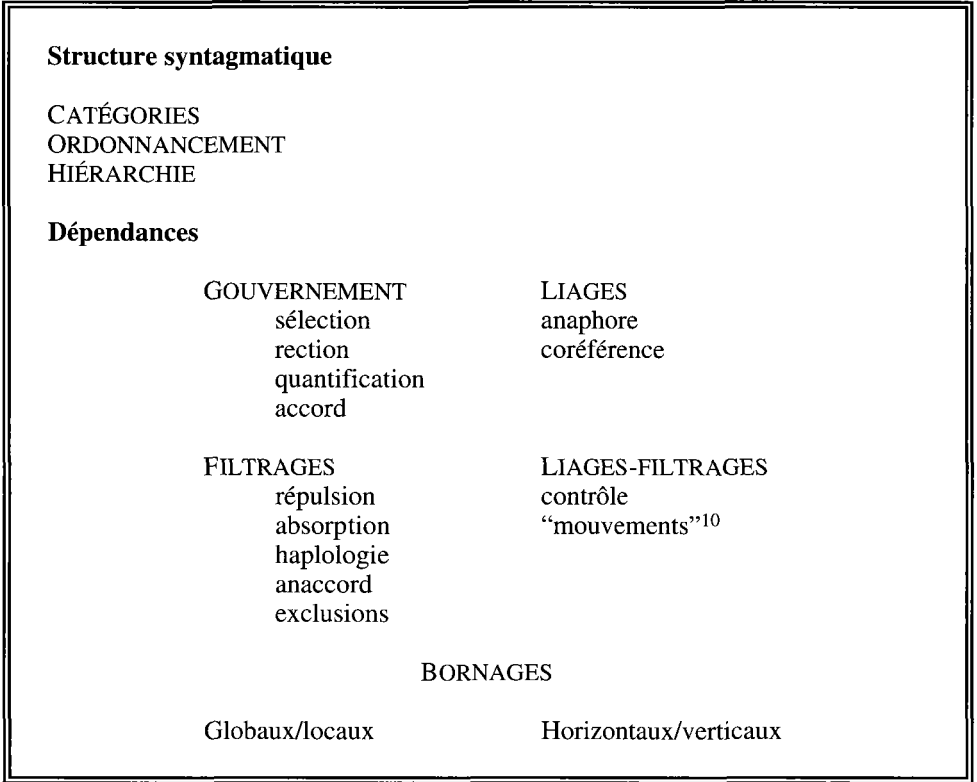 Structure syntagmatique
CATÉGORIES
ORDONNANCEMENT
HIÉRARCHIE
Dépendances
GOUVERNEMENT LIAGES
sélection anaphore
rection coréférence
quantification
accord
FILTRAGES LIAGES-FILTRAGES
répulsion contrôle
absorption “mouvements”10
haplologie
anaccord
exclusions
BORNAGES
Globaux/locaux Horizontaux/verticaux